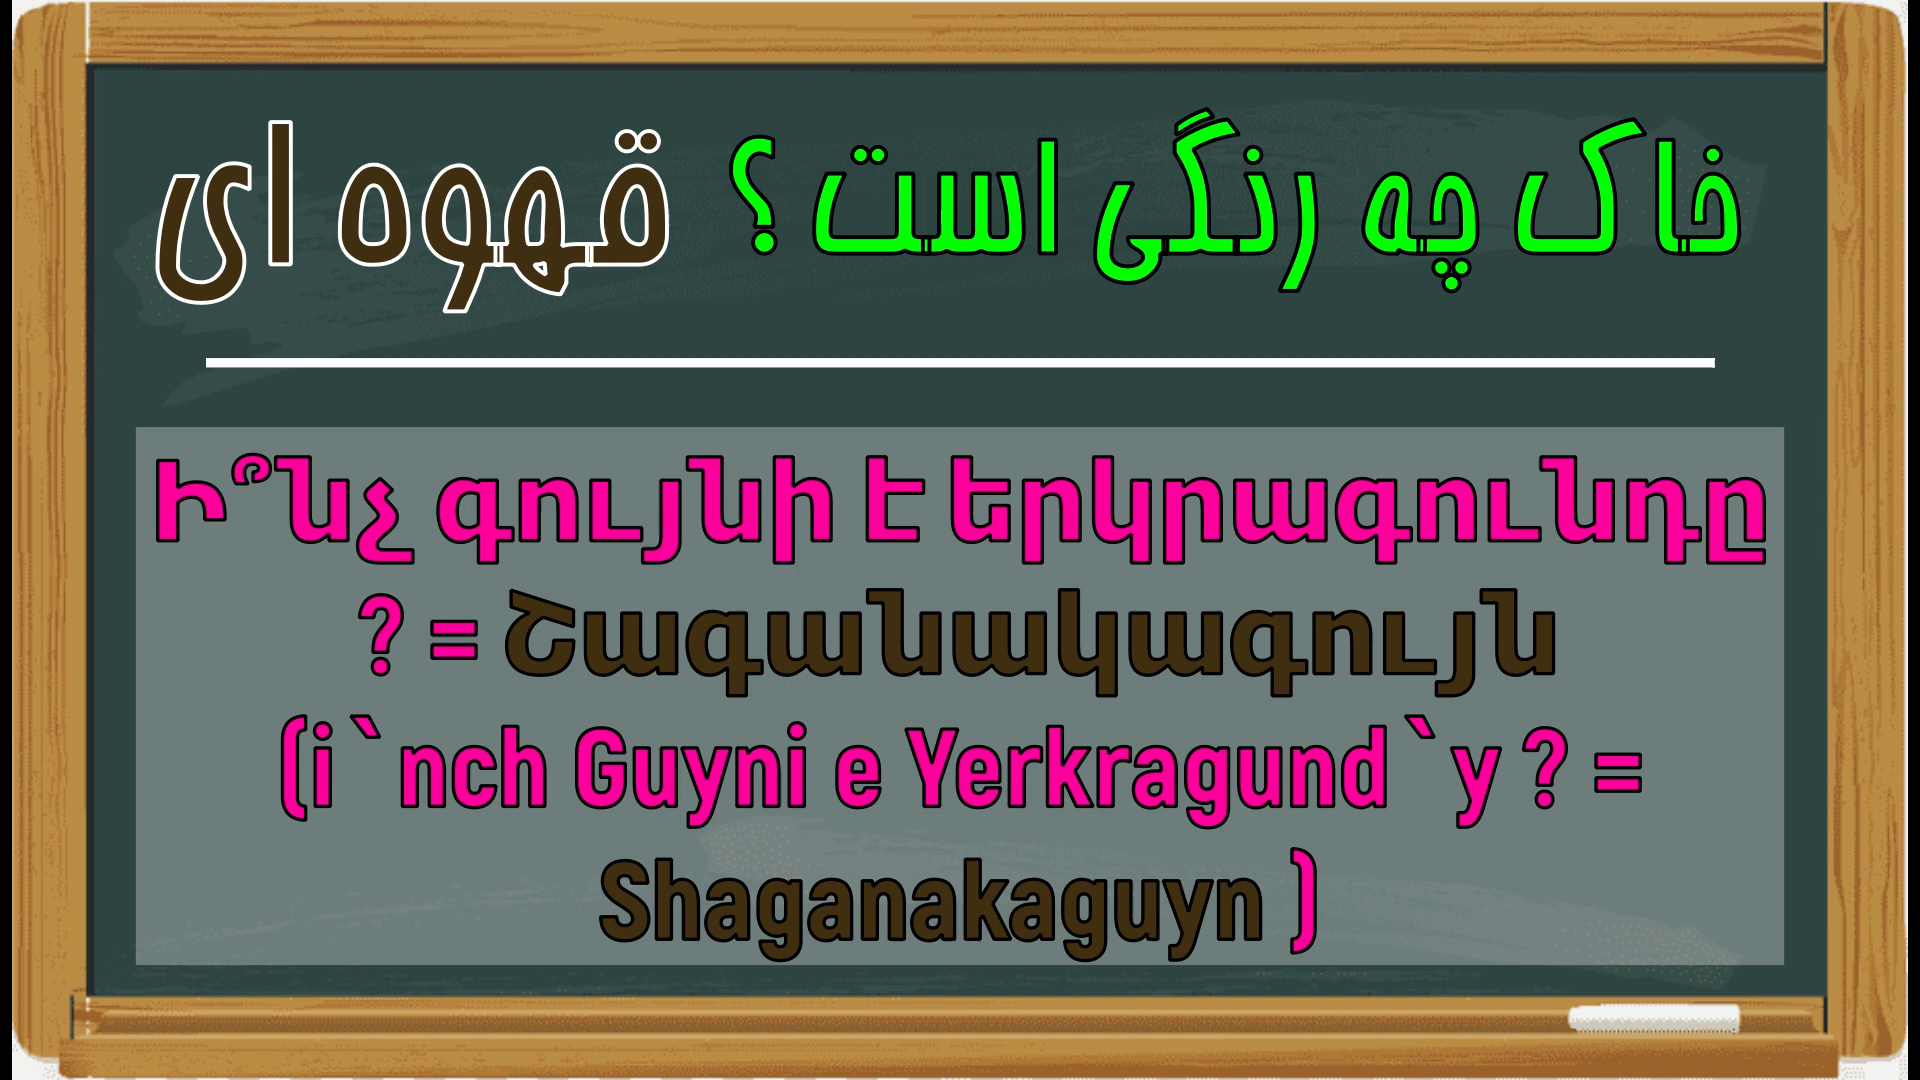 خاک چه رنگی است ؟ قهوه ای
Ի՞նչ գույնի է երկրագունդը
? = Շագանակագույն
(i `nch Guyni e Yerkragund `y ? =
Shaganakaguyn )